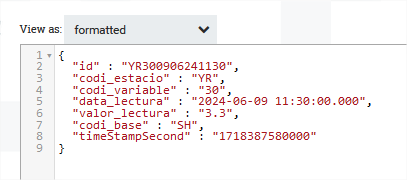 View as: formatted
1 {
2 "id" : "YR300906241130",
3 "codi_estacio" : "YR",
4 "codi_variable" : "30",
5 "data_lectura" : "2024-06-09 11:30:00.000",
6 "valor_lectura" : "3.3",
7 "codi_base" : "SH",
8 "timeStampSecond" : "1718387580000"
9 }